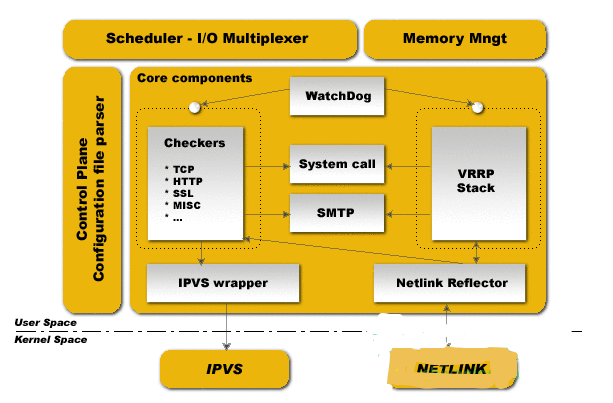 Scheduler - I/O Multiplexer
Memory Mngt
Control Plane
Configuration file parser
Core components
WatchDog
Checkers
* TCP
* HTTP
* SSL
* MISC
* ...
System call
SMTP
VRRP
Stack
IPVS wrapper
Netlink Reflector
User Space
Kernel Space
IPVS
NETLINK